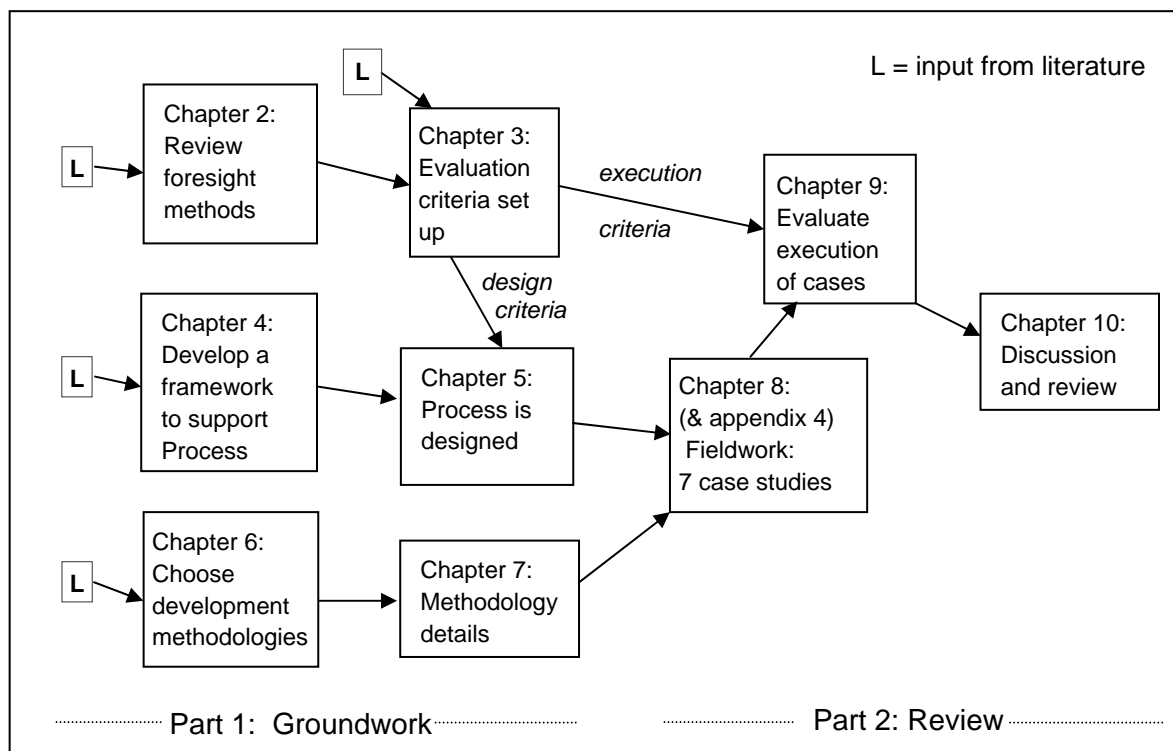 L
L = input from literature
Chapter 2:
Review
foresight
methods
L
Chapter 3:
Evaluation
criteria set
up
execution
criteria
Chapter 9:
Evaluate
execution
of cases
design
criteria
Chapter 4:
Develop a
framework
to support
Process
L
Chapter 5:
Process is
designed
Chapter 8:
(& appendix 4)
Fieldwork:
7 case studies
Chapter 10:
Discussion
and review
Chapter 6:
Choose
development
methodologies
L
Chapter 7:
Methodology
details
Part 1: Groundwork
Part 2: Review